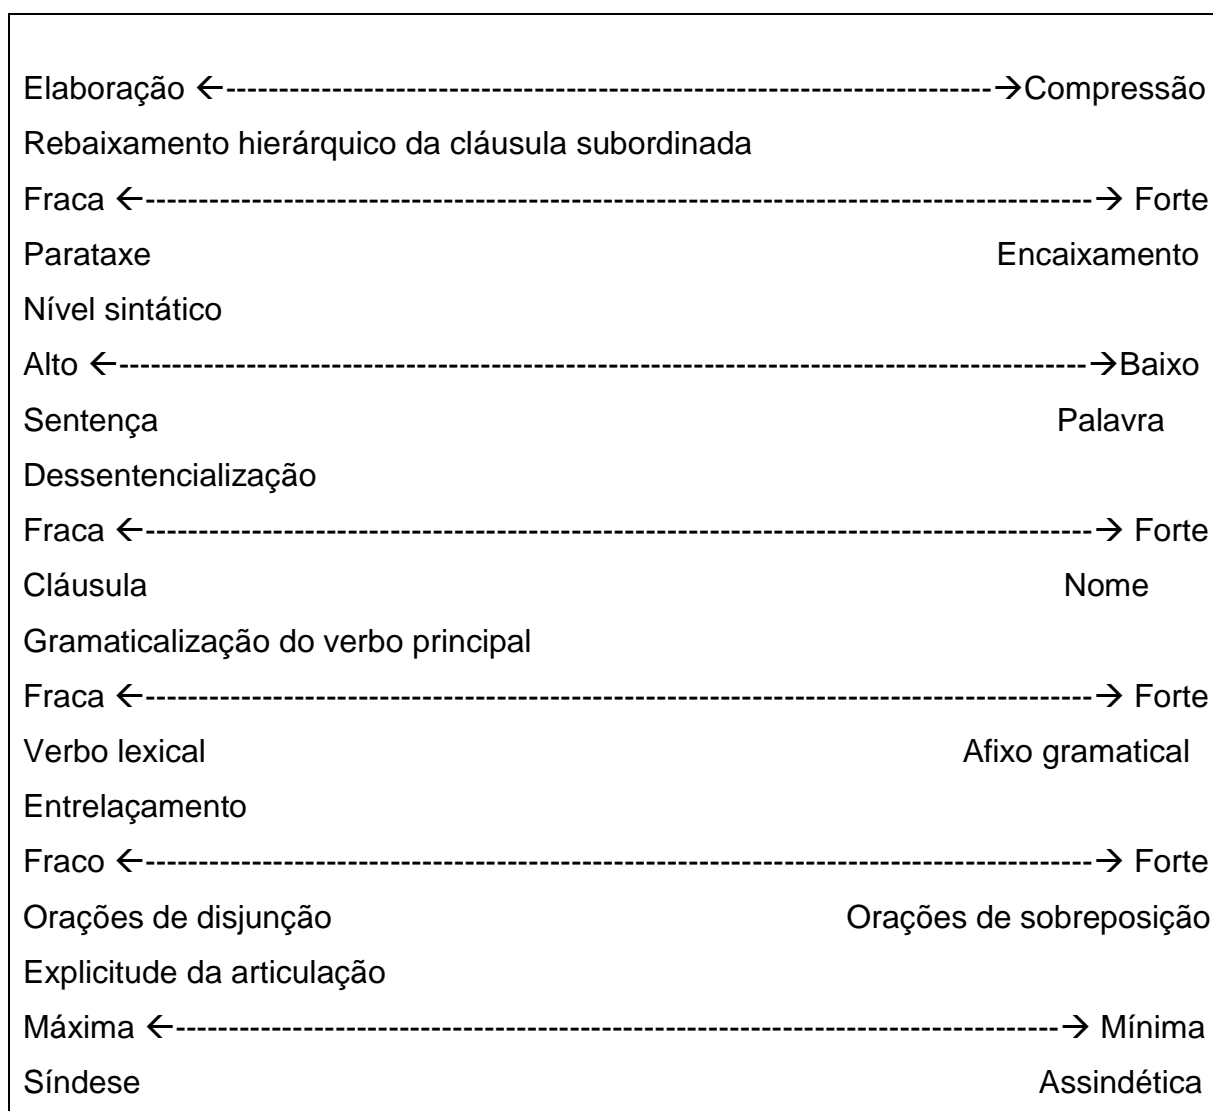 Elaboração ←-------------------------------------------------------------------------→Compressão
Rebaixamento hierárquico da cláusula subordinada
Fraca ←------------------------------------------------------------------------------------------→ Forte
Parataxe Encaixamento
Nível sintático
Alto ←--------------------------------------------------------------------------------------------→Baixo
Sentença Palavra
Dessentencialização
Fraca ←------------------------------------------------------------------------------------------→ Forte
Cláusula Nome
Gramaticalização do verbo principal
Fraca ←------------------------------------------------------------------------------------------→ Forte
Verbo lexical Afixo gramatical
Entrelaçamento
Fraco ←------------------------------------------------------------------------------------------→ Forte
Orações de disjunção Orações de sobreposição
Explicitude da articulação
Máxima ←------------------------------------------------------------------------------------→ Mínima
Síndese Assindética